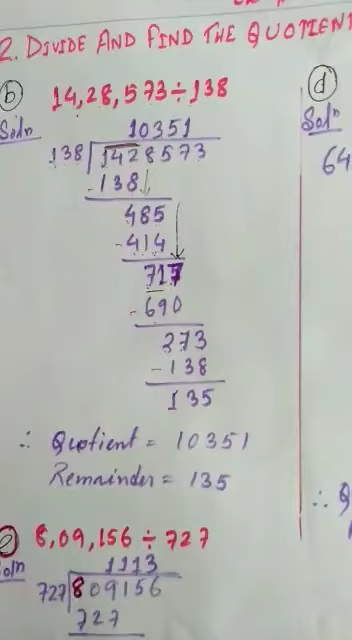 2. DIVIDE AND FIND THE QUOTIENT
b 14,28,573÷138
Soln
10351
138 1428573
-138
485
-414
717
-690
273
-138
135
∴ Quotient = 10351
Remainder = 135
e 8,09,156÷727
Soln
1113
727 809156
727
d
Soln
64
∴ Q